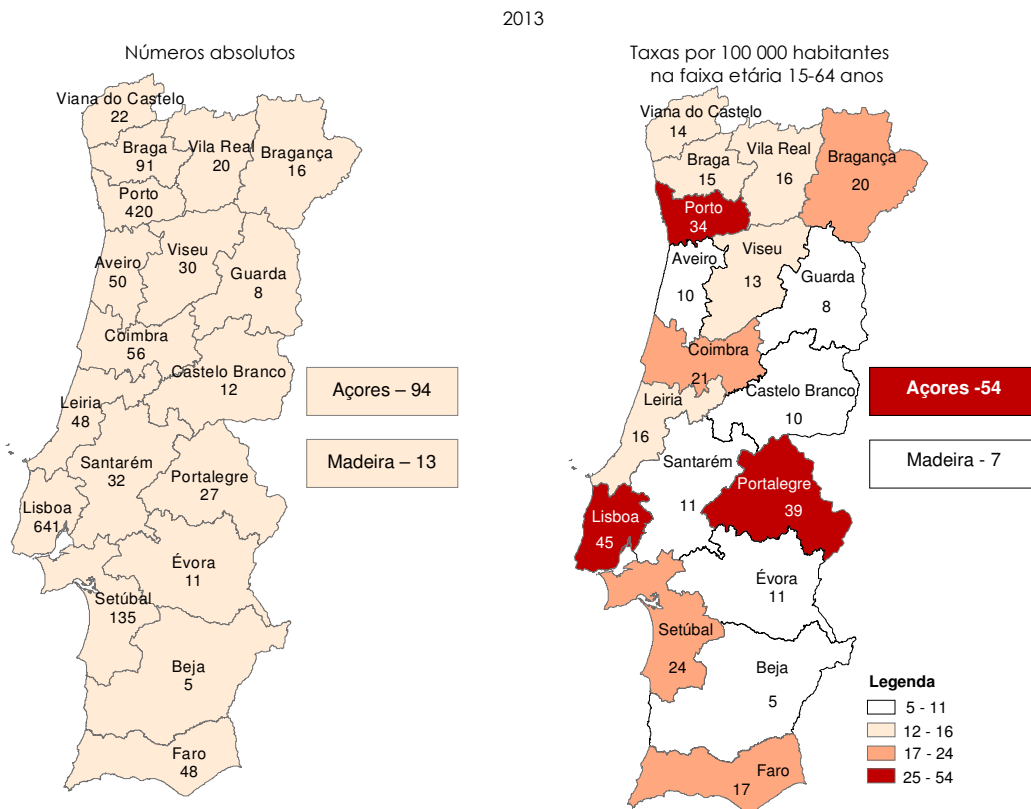 2013
Números absolutos
Viana do Castelo
22
Braga
91
Vila Real
20
Bragança
16
Porto
420
Aveiro
50
Viseu
30
Guarda
8
Coimbra
56
Castelo Branco
12
Leiria
48
Santarém
32
Portalegre
27
Lisboa
641
Évora
11
Setúbal
135
Beja
5
Faro
48
Açores – 94
Madeira – 13
Taxas por 100 000 habitantes
na faixa etária 15-64 anos
Viana do Castelo
14
Braga
15
Vila Real
16
Bragança
20
Porto
34
Aveiro
10
Viseu
13
Guarda
8
Coimbra
21
Castelo Branco
10
Leiria
16
Santarém
11
Portalegre
39
Lisboa
45
Évora
11
Setúbal
24
Beja
5
Faro
17
Açores -54
Madeira - 7
Legenda
5 - 11
12 - 16
17 - 24
25 - 54